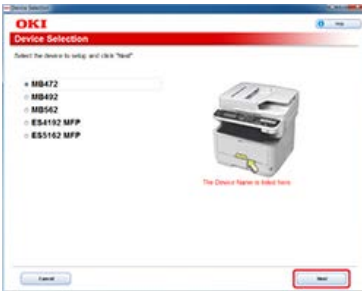 Device Selection
OKI
Device Selection
Select the device to setup and click "Next"
MB472
MB492
MB562
ES4192 MFP
ES5162 MFP
The Device Name is listed here
Cancel
Next